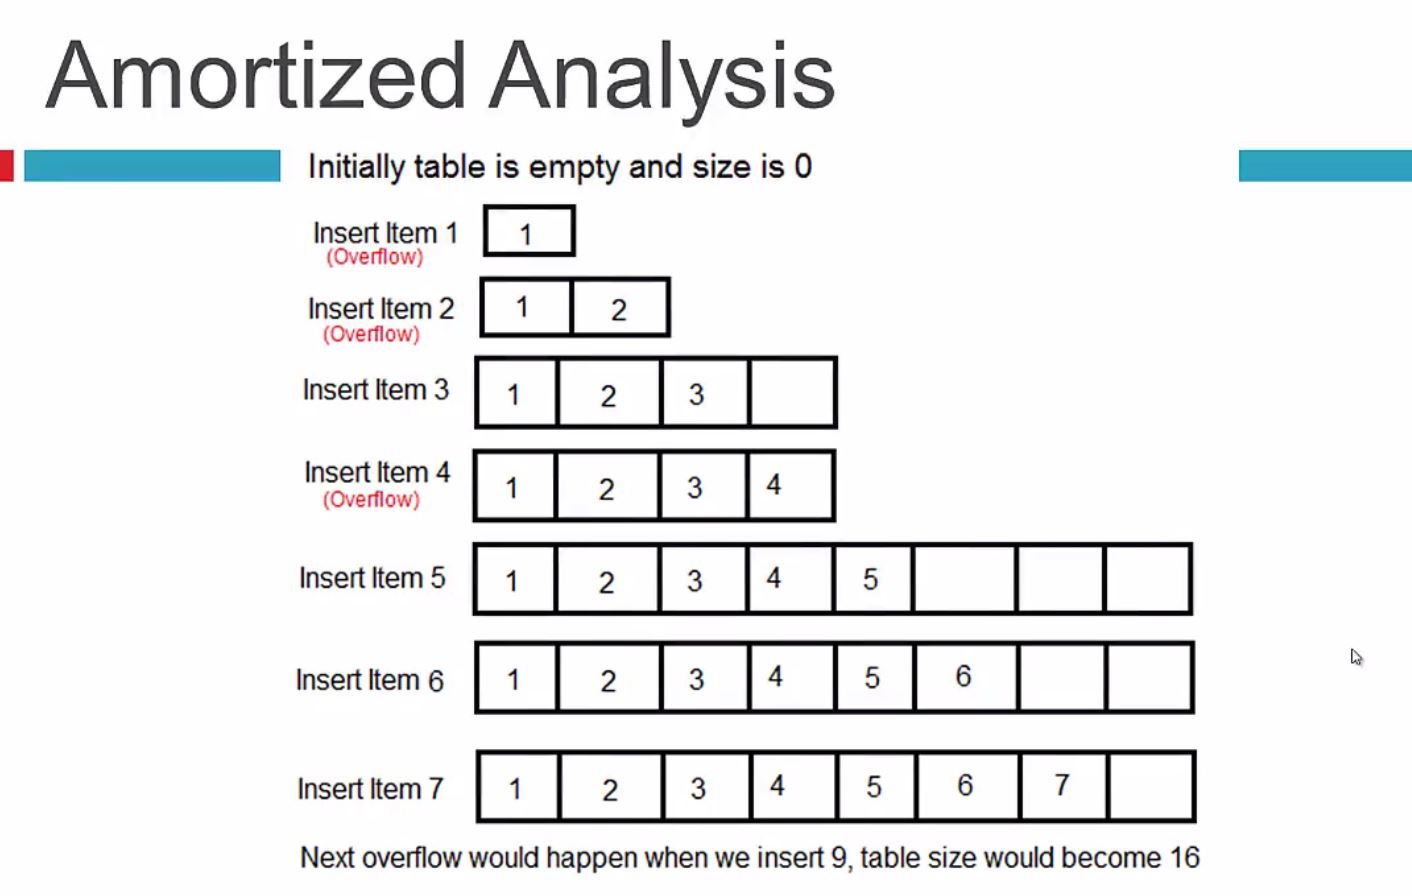 Amortized Analysis
Initially table is empty and size is 0
Insert Item 1 1
(Overflow)
Insert Item 2 1 2
(Overflow)
Insert Item 3 1 2 3
Insert Item 4 1 2 3 4
(Overflow)
Insert Item 5 1 2 3 4 5
Insert Item 6 1 2 3 4 5 6
Insert Item 7 1 2 3 4 5 6 7
Next overflow would happen when we insert 9, table size would become 16